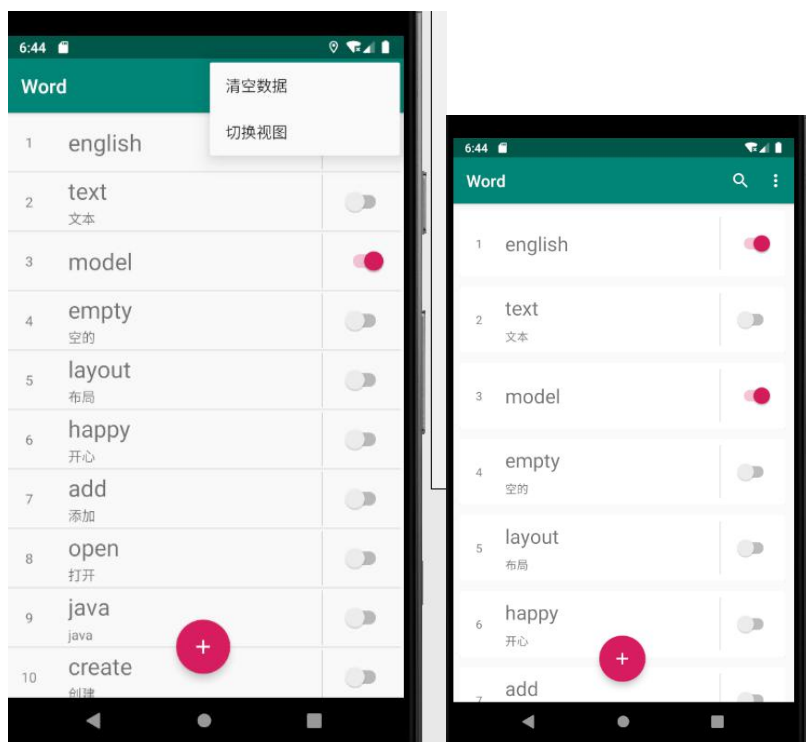 6:44
Word
清空数据
切换视图
1 english
2 text
文本
3 model
4 empty
空的
5 layout
布局
6 happy
开心
7 add
添加
8 open
打开
9 java
java
10 create
创建
6:44
Word
1 english
2 text
文本
3 model
4 empty
空的
5 layout
布局
6 happy
开心
7 add